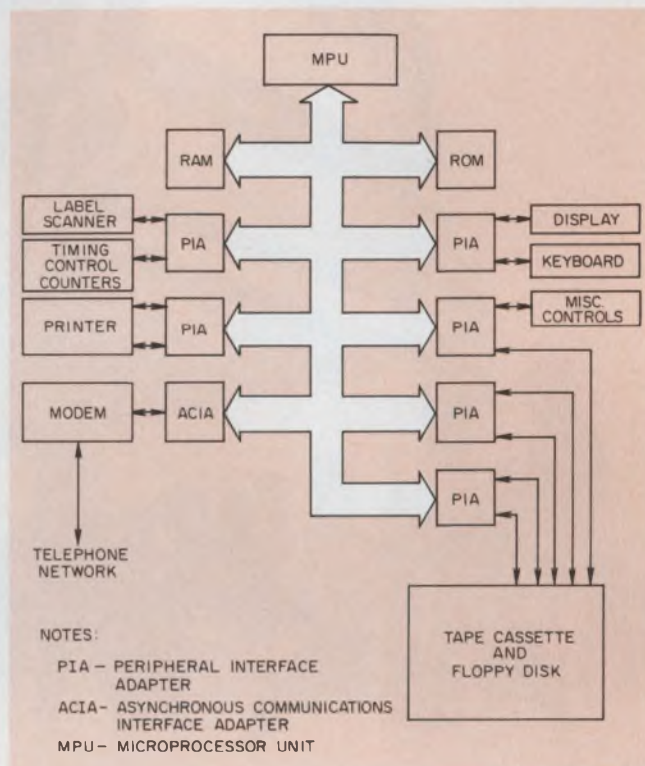 MPU
RAM
ROM
LABEL
SCANNER
PIA
TIMING
CONTROL
COUNTERS
PIA
DISPLAY
KEYBOARD
PRINTER
PIA
PIA
MISC.
CONTROLS
MODEM
ACIA
PIA
PIA
TELEPHONE
NETWORK
TAPE CASSETTE
AND
FLOPPY DISK
NOTES:
PIA – PERIPHERAL INTERFACE
ADAPTER
ACIA – ASYNCHRONOUS COMMUNICATIONS
INTERFACE ADAPTER
MPU – MICROPROCESSOR UNIT